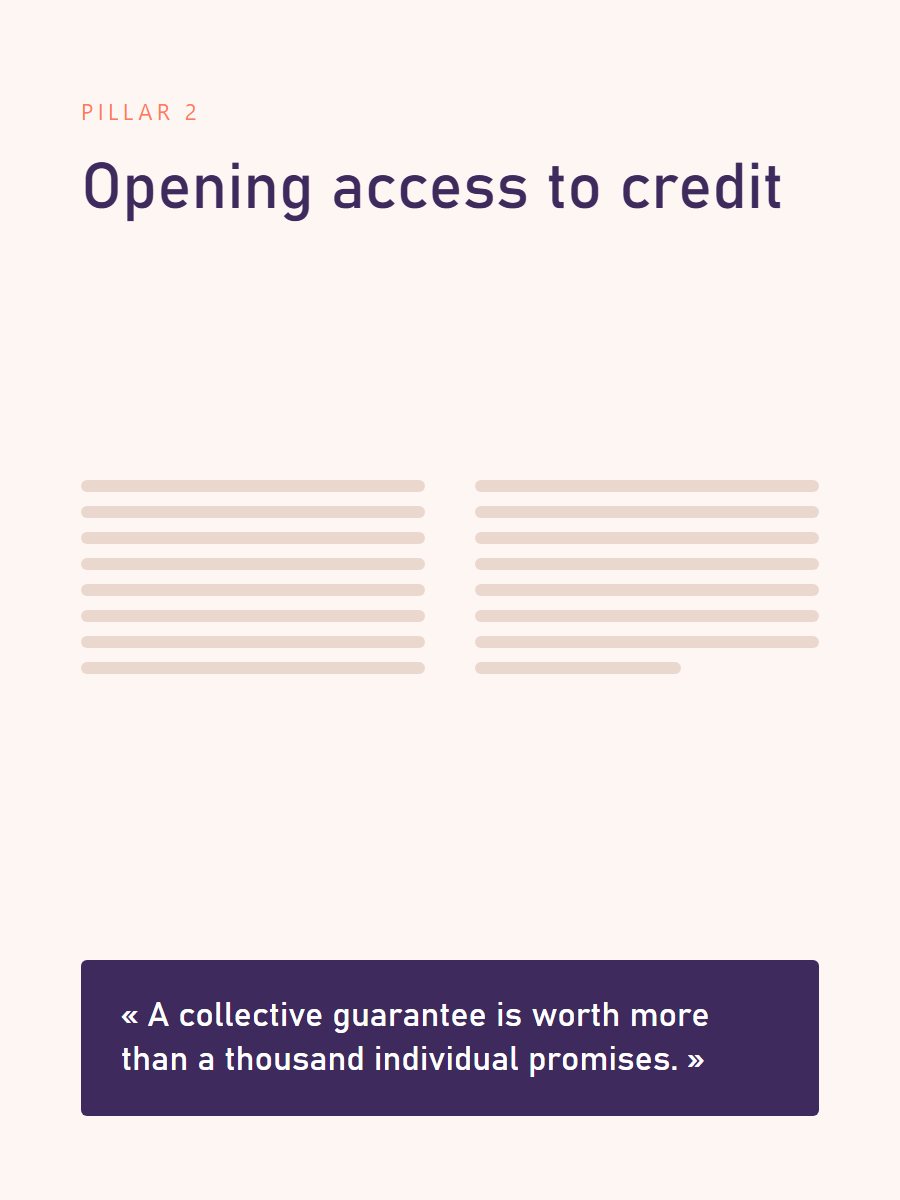 PILLAR 2
Opening access to credit
« A collective guarantee is worth more
than a thousand individual promises. »